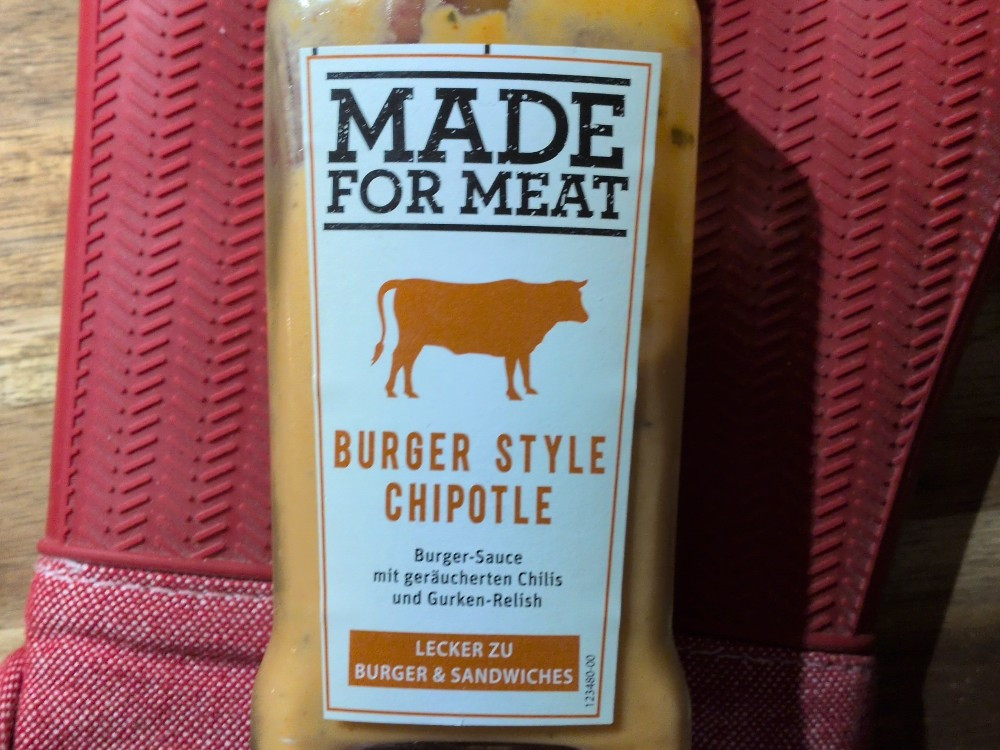 MADE
FOR MEAT
BURGER STYLE
CHIPOTLE
Burger-Sauce
mit geräucherten Chilis
und Gurken-Relish
LECKER ZU
BURGER & SANDWICHES
123480-00